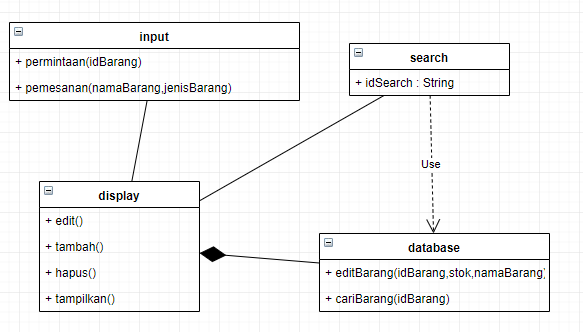 input
+ permintaan(idBarang)
+ pemesanan(namaBarang,jenisBarang)
search
+ idSearch : String
Use
display
+ edit()
+ tambah()
+ hapus()
+ tampilkan()
database
+ editBarang(idBarang,stok,namaBarang)
+ cariBarang(idBarang)